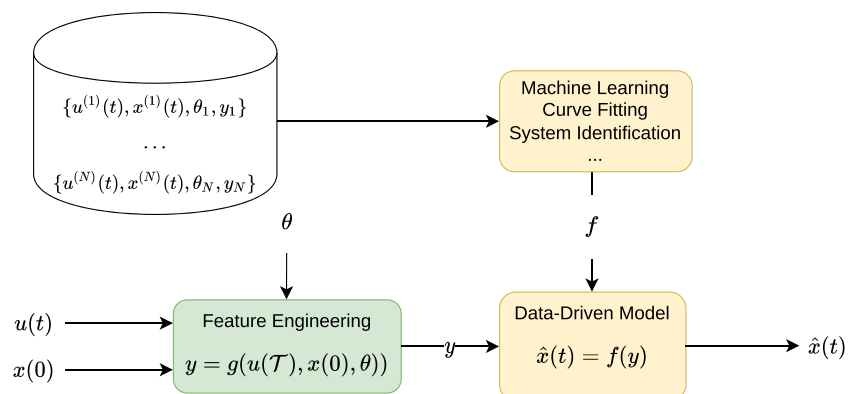 {u^{(1)}(t), x^{(1)}(t), θ_1, y_1}
...
{u^{(N)}(t), x^{(N)}(t), θ_N, y_N}
Machine Learning
Curve Fitting
System Identification
...
θ
f
u(t)
x(0)
Feature Engineering
y = g(u(𝒯), x(0), θ))
y
Data-Driven Model
x̂(t) = f(y)
x̂(t)